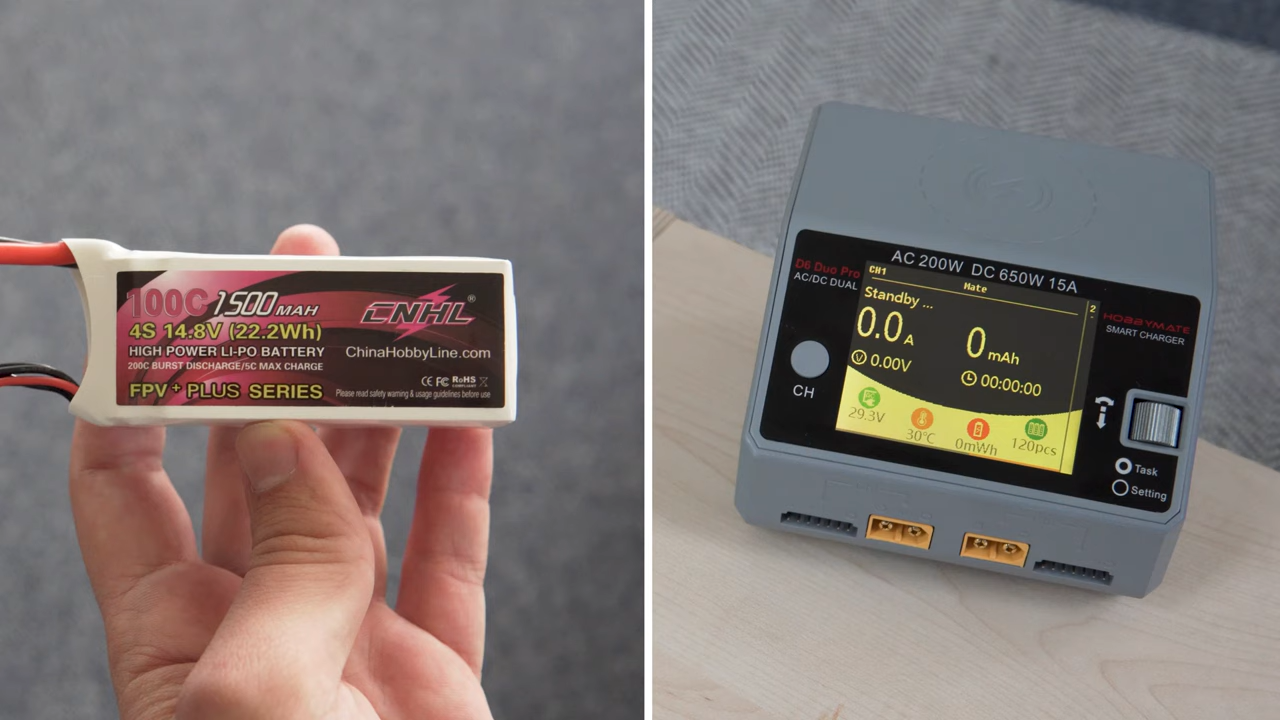 100C 1500 MAH
4S 14.8V (22.2Wh)
HIGH POWER LI-PO BATTERY
200C BURST DISCHARGE/5C MAX CHARGE
FPV+PLUS SERIES
CNHL®
ChinaHobbyLine.com
CE FC RoHS
COMPLIANT
Please read safety warning & usage guidelines before use
AC 200W DC 650W 15A
D6 Duo Pro
AC/DC DUAL
CH1
Mate
2
Standby ...
0.0A
0mAh
V 0.00V
00:00:00
29.3V
30°C
0mWh
120pcs
CH
HOBBYMATE
SMART CHARGER
Task
Setting